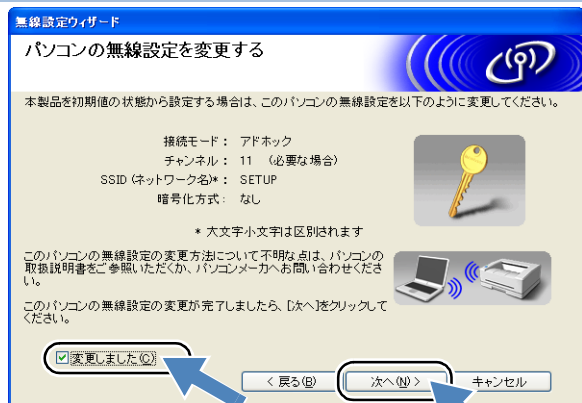 無線設定ウィザード
パソコンの無線設定を変更する
本製品を初期値の状態から設定する場合は、このパソコンの無線設定を以下のように変更してください。
接続モード： アドホック
チャンネル： 11 （必要な場合）
SSID（ネットワーク名）*： SETUP
暗号化方式： なし
* 大文字小文字は区別されます
このパソコンの無線設定の変更方法について不明な点は、パソコンの
取扱説明書をご参照いただくか、パソコンメーカへお問い合わせくださ
い。
このパソコンの無線設定の変更が完了しましたら、[次へ]をクリックして
ください。
変更しました(C)
< 戻る(B) 次へ(N) > キャンセル